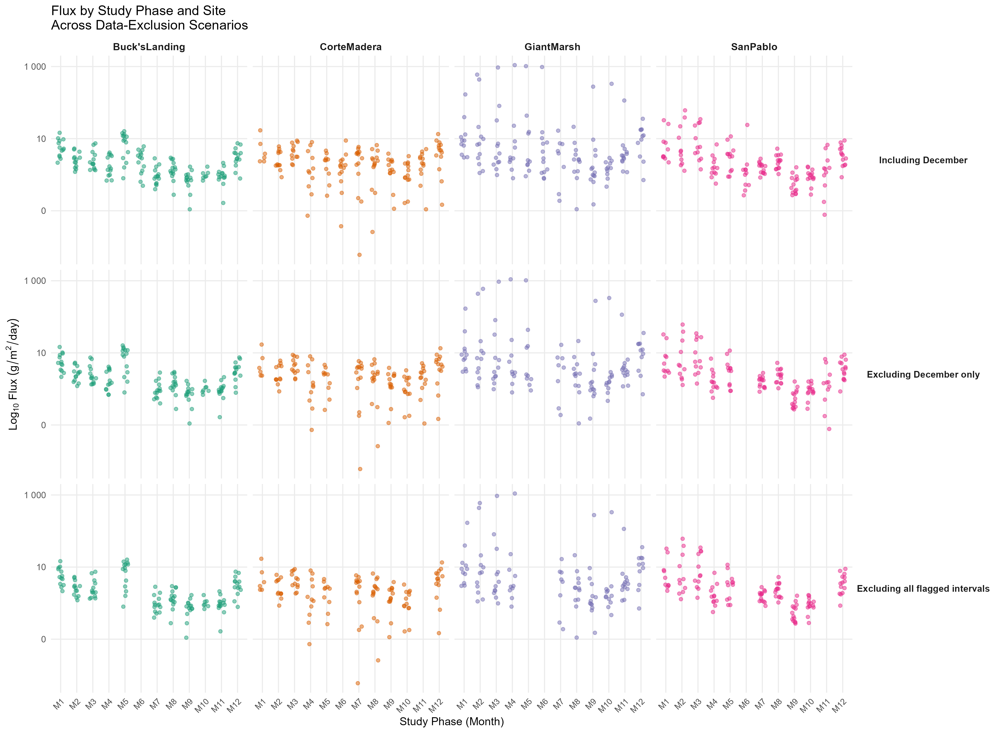 Flux by Study Phase and Site
Across Data-Exclusion Scenarios
Buck'sLanding CorteMadera GiantMarsh SanPablo
1 000
10
0
Including December
1 000
10
0
Excluding December only
1 000
10
0
Excluding all flagged intervals
Log₁₀ Flux (g/m²/day)
M1 M2 M3 M4 M5 M6 M7 M8 M9 M10 M11 M12 M1 M2 M3 M4 M5 M6 M7 M8 M9 M10 M11 M12 M1 M2 M3 M4 M5 M6 M7 M8 M9 M10 M11 M12 M1 M2 M3 M4 M5 M6 M7 M8 M9 M10 M11 M12
Study Phase (Month)